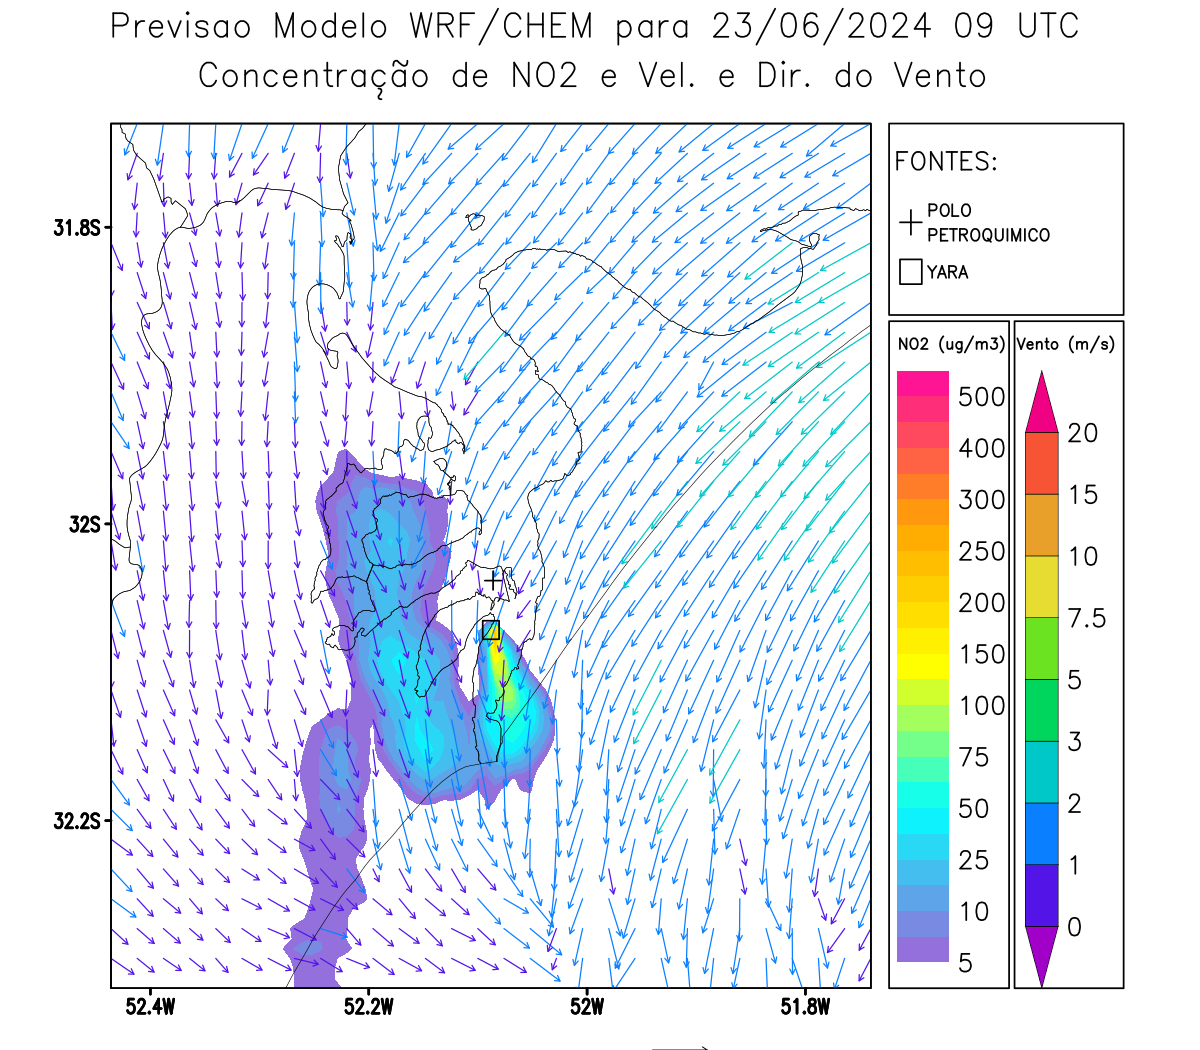 Previsao Modelo WRF/CHEM para 23/06/2024 09 UTC
Concentração de NO2 e Vel. e Dir. do Vento
FONTES:
POLO
PETROQUIMICO
YARA
NO2 (ug/m3)
500
400
300
250
200
150
100
75
50
25
10
5
Vento (m/s)
20
15
10
7.5
5
3
2
1
0
31.8S
32S
32.2S
52.4W
52.2W
52W
51.8W